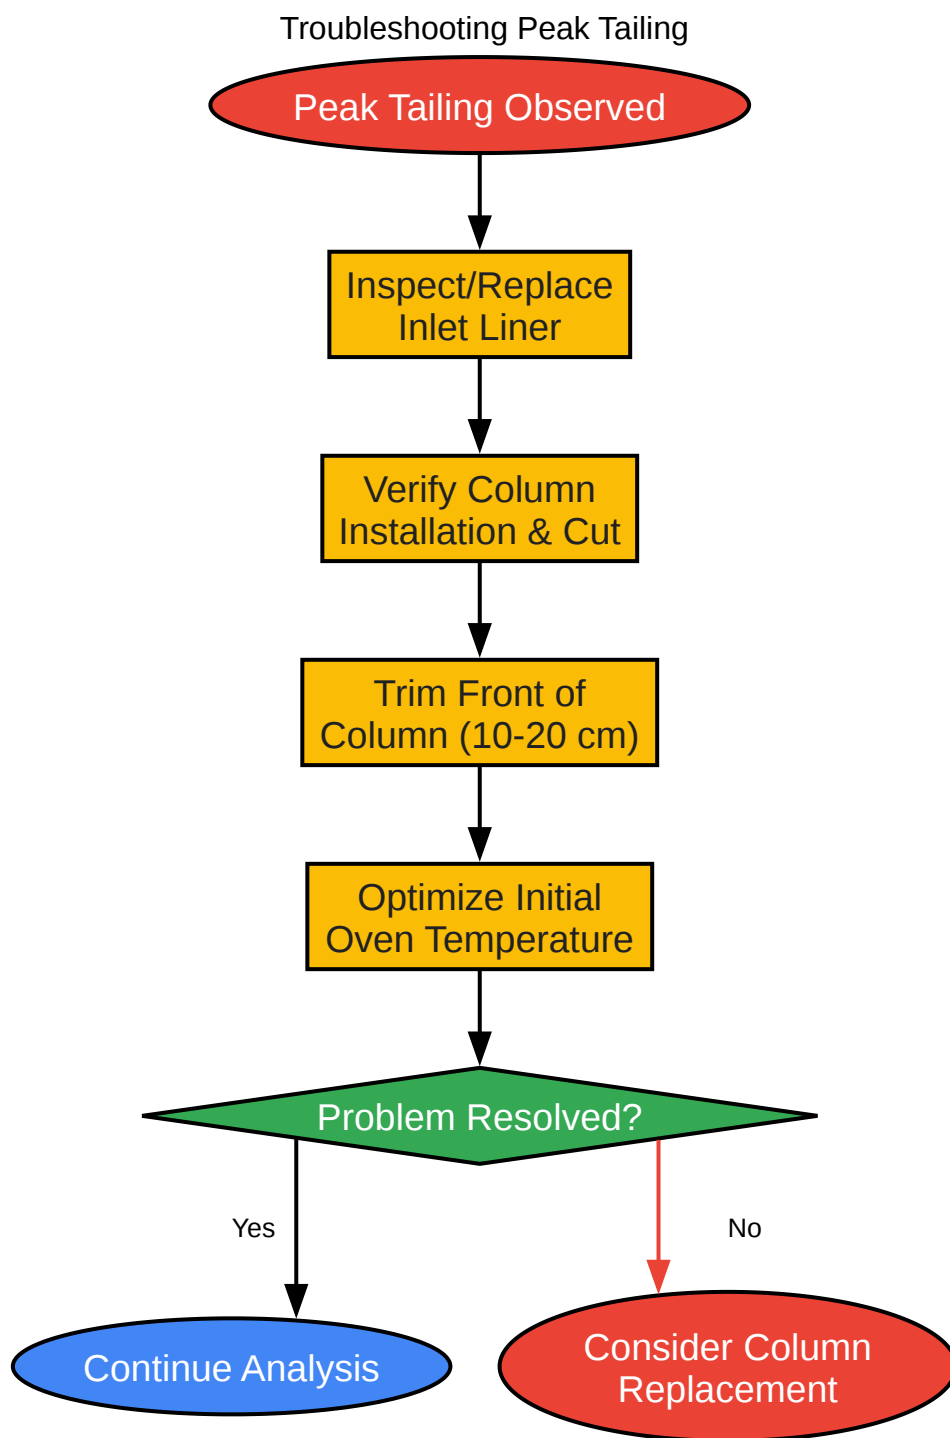 Troubleshooting Peak Tailing
Peak Tailing Observed
Inspect/Replace
Inlet Liner
Verify Column
Installation & Cut
Trim Front of
Column (10-20 cm)
Optimize Initial
Oven Temperature
Problem Resolved?
Yes
No
Continue Analysis
Consider Column
Replacement